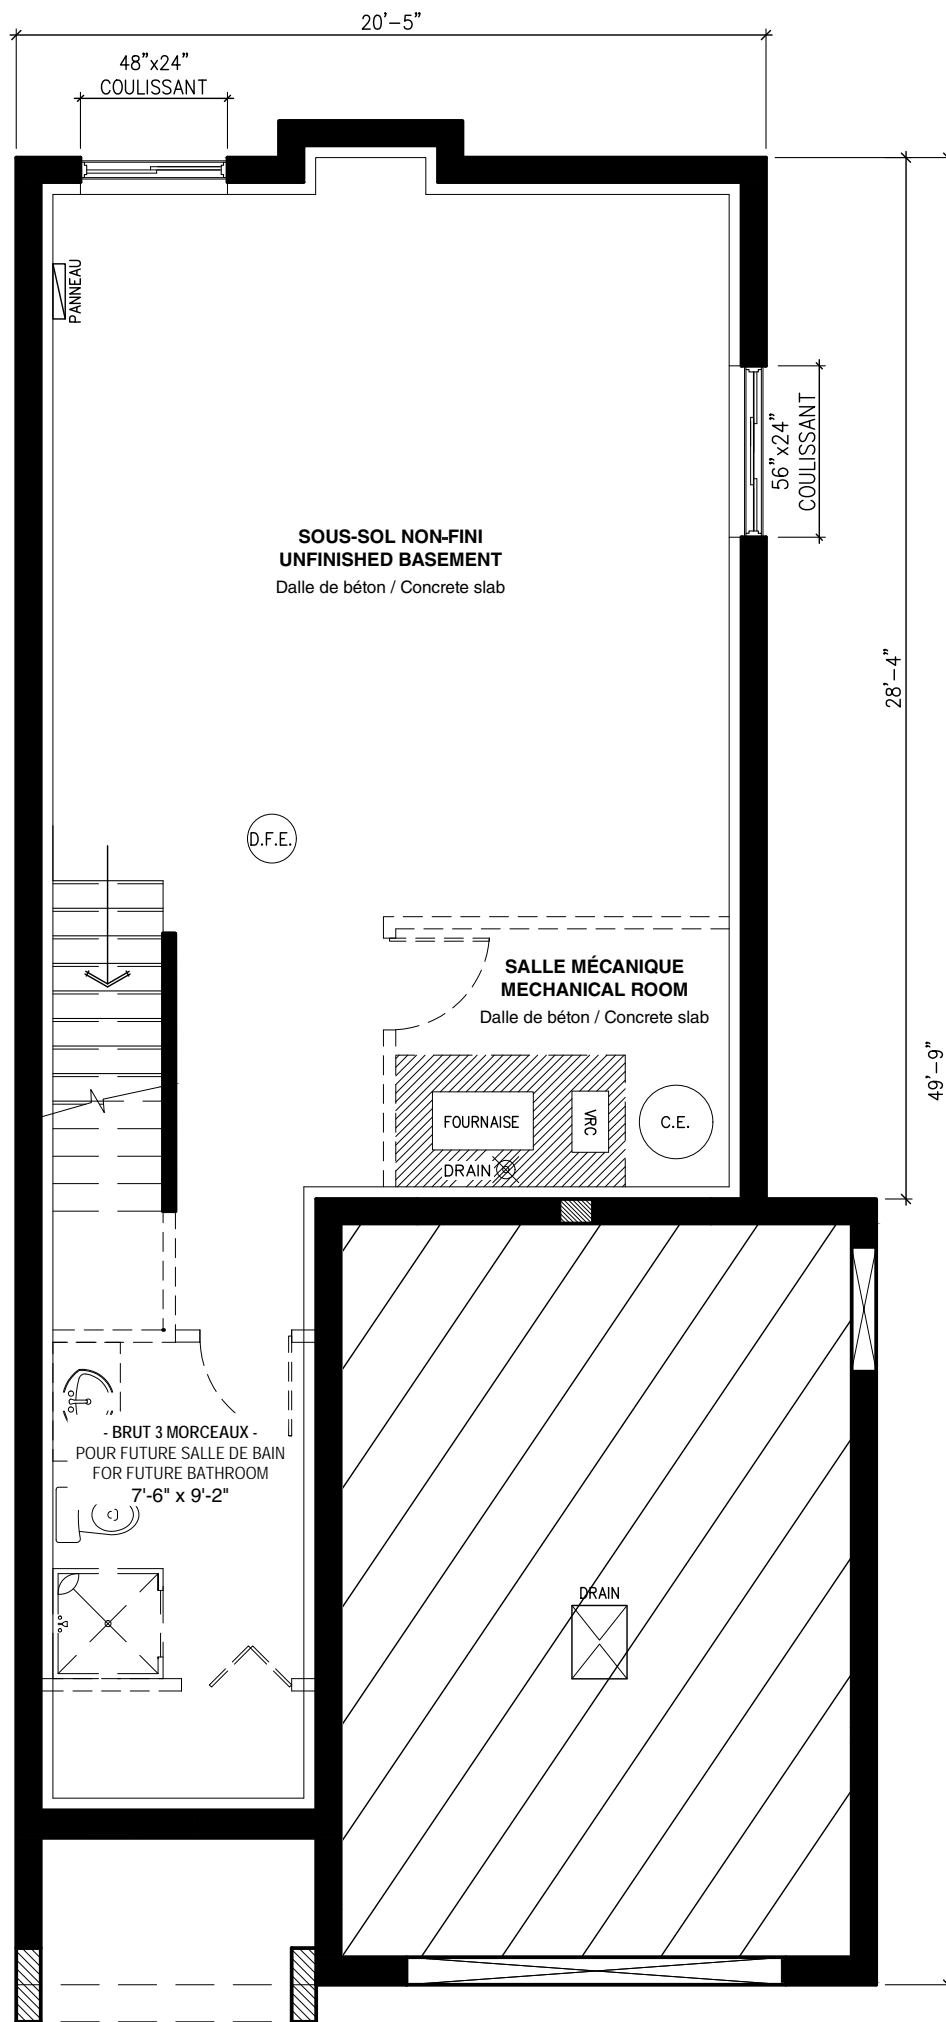 20'-5"
48"x24"
COULISSANT
PANNEAU
56"x24"
COULISSANT
SOUS-SOL NON-FINI
UNFINISHED BASEMENT
Dalle de béton / Concrete slab
28'-4"
D.F.E.
SALLE MÉCANIQUE
MECHANICAL ROOM
Dalle de béton / Concrete slab
49'-9"
FOURNAISE
VRC
C.E.
DRAIN
- BRUT 3 MORCEAUX -
POUR FUTURE SALLE DE BAIN
FOR FUTURE BATHROOM
7'-6" x 9'-2"
DRAIN